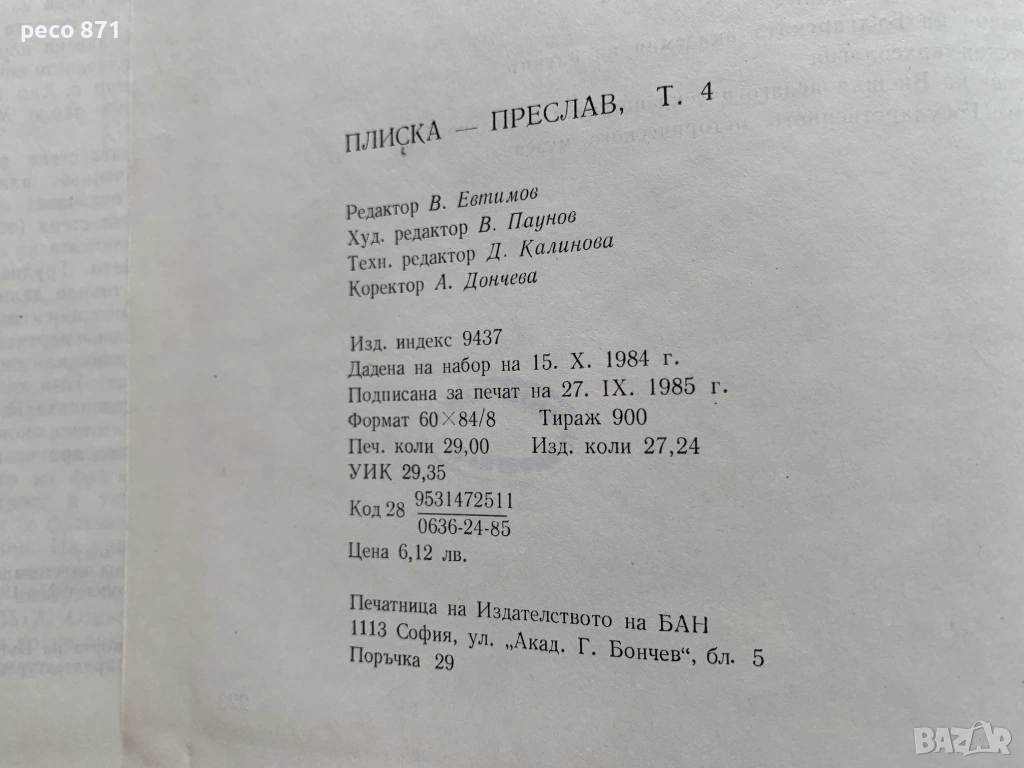 peco 871
ПЛИСКА — ПРЕСЛАВ, Т. 4
Редактор В. Евтимов
Худ. редактор В. Паунов
Техн. редактор Д. Калинова
Коректор А. Дончева
Изд. индекс 9437
Дадена на набор на 15. X. 1984 г.
Подписана за печат на 27. IX. 1985 г.
Формат 60×84/8 Тираж 900
Печ. коли 29,00 Изд. коли 27,24
УИК 29,35
Код 28 9531472511
0636-24-85
Цена 6,12 лв.
Печатница на Издателството на БАН
1113 София, ул. „Акад. Г. Бончев“, бл. 5
Поръчка 29
BAZAR